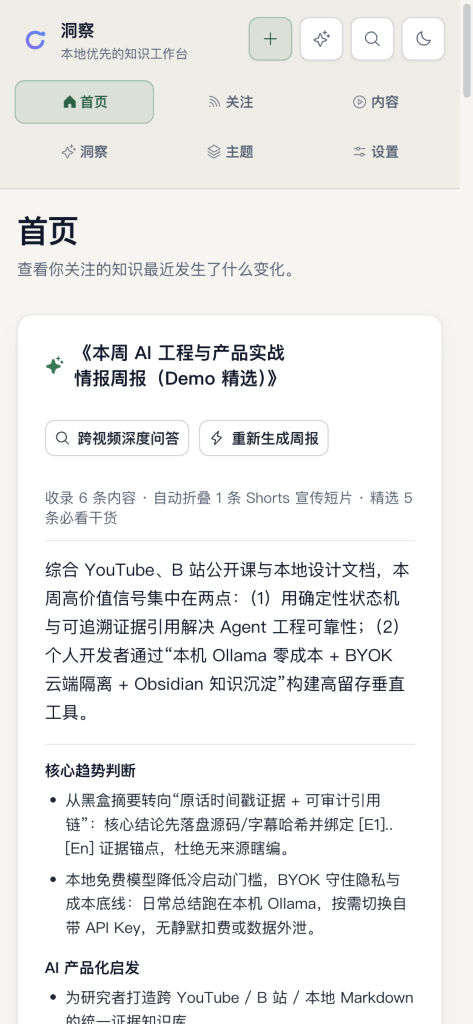 洞察
本地优先的知识工作台
首页
关注
内容
洞察
主题
设置
首页
查看你关注的知识最近发生了什么变化。
《本周 AI 工程与产品实战
情报周报（Demo 精选）》
跨视频深度问答
重新生成周报
收录 6 条内容 · 自动折叠 1 条 Shorts 宣传短片 · 精选 5
条必看干货
综合 YouTube、B 站公开课与本地设计文档，本
周高价值信号集中在两点：（1）用确定性状态机
与可追溯证据引用解决 Agent 工程可靠性；（2）
个人开发者通过“本机 Ollama 零成本 + BYOK
云端隔离 + Obsidian 知识沉淀”构建高留存垂直
工具。
核心趋势判断
• 从黑盒摘要转向“原话时间戳证据 + 可审计引用
链”：核心结论先落盘源码/字幕哈希并绑定 [E1]..
[En] 证据锚点，杜绝无来源瞎编。
• 本地免费模型降低冷启动门槛，BYOK 守住隐私与
成本底线：日常总结跑在本机 Ollama，按需切换自
带 API Key，无静默扣费或数据外泄。
AI 产品化启发
• 为研究者打造跨 YouTube / B 站 / 本地 Markdown
的统一证据知识库